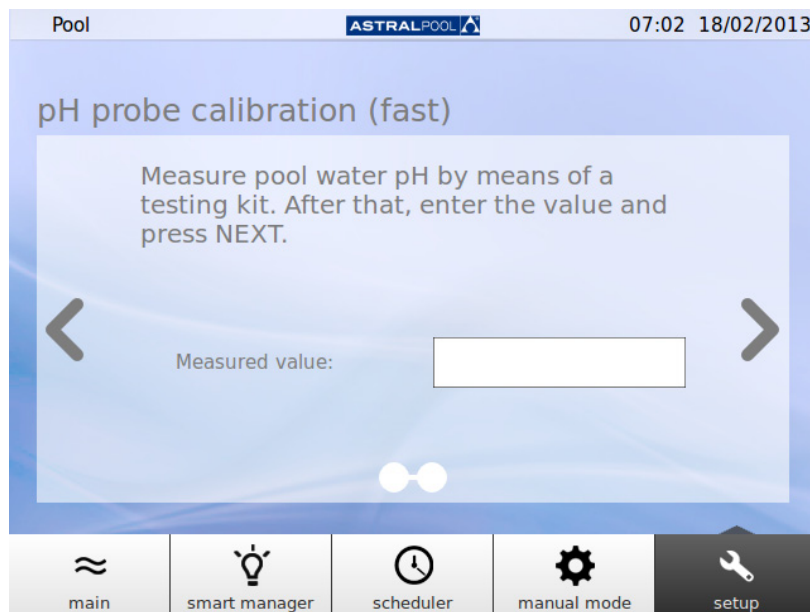 Pool ASTRALPOOL 07:02 18/02/2013
pH probe calibration (fast)
Measure pool water pH by means of a
testing kit. After that, enter the value and
press NEXT.
Measured value:
main smart manager scheduler manual mode setup